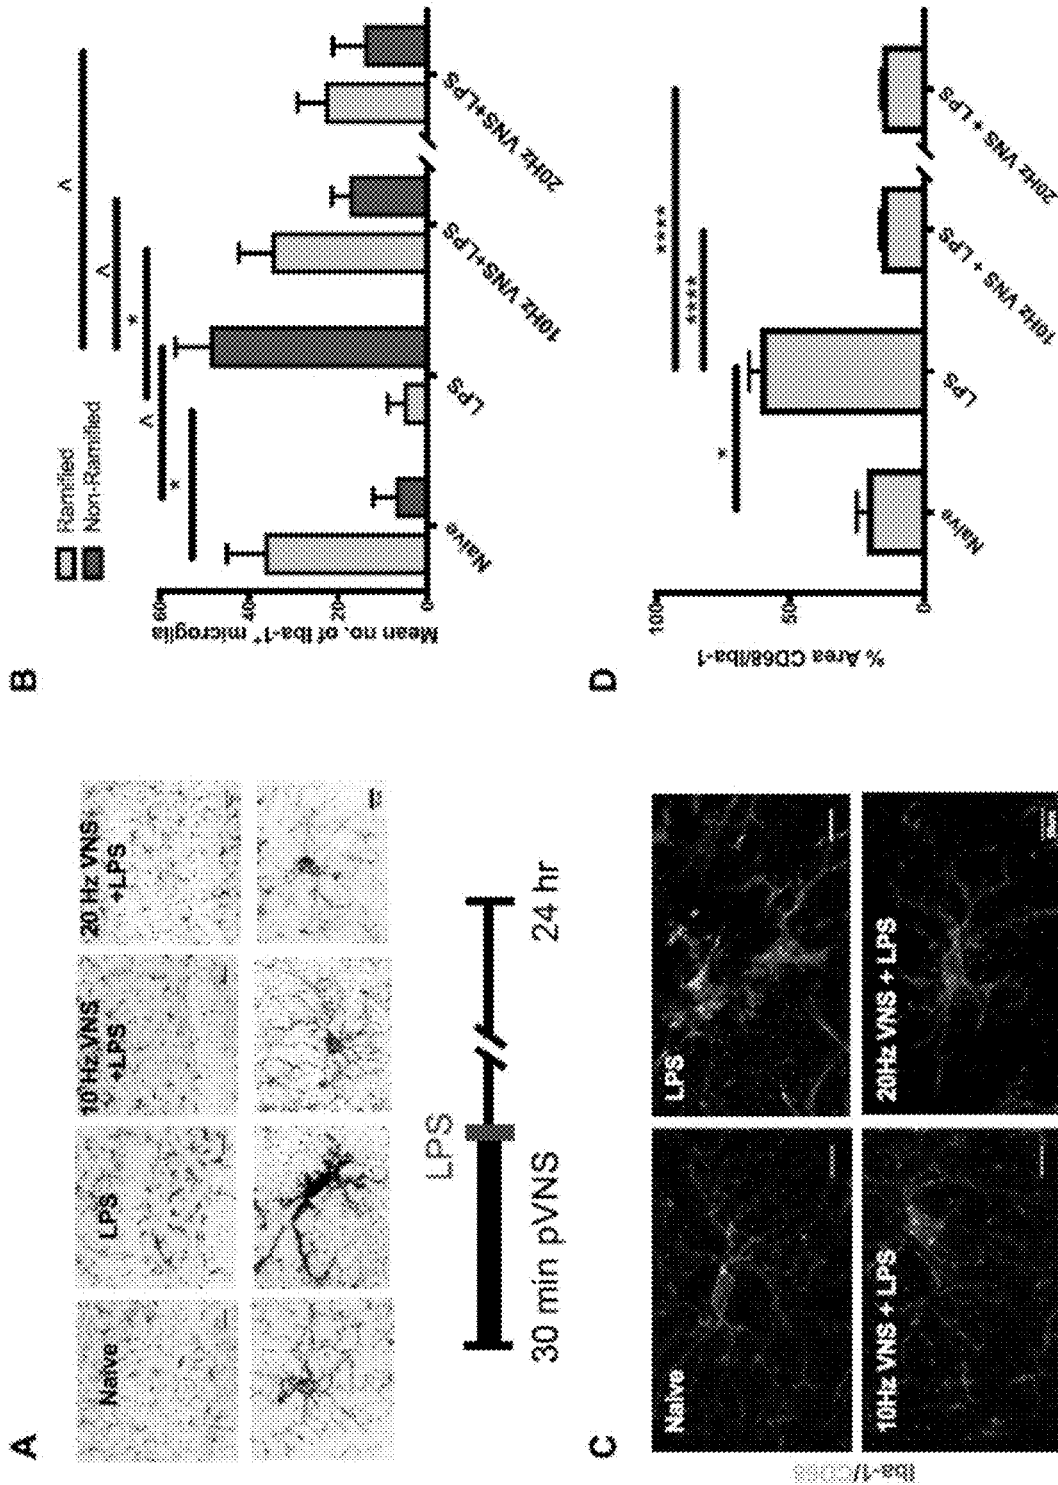 A
Naive
LPS
10 Hz VNS
+LPS
20 Hz VNS
+LPS
LPS
30 min pVNS
24 hr
B
Ramified
Non-Ramified
Mean no. of Iba-1+ microglia
60
40
20
0
*
^
*
^
^
Naive
LPS
10Hz VNS+LPS
20Hz VNS+LPS
C
Iba-1/CD68
Naive
LPS
10Hz VNS + LPS
20Hz VNS + LPS
D
% Area CD68/Iba-1
100
50
0
*
****
****
Naive
LPS
10Hz VNS + LPS
20Hz VNS + LPS